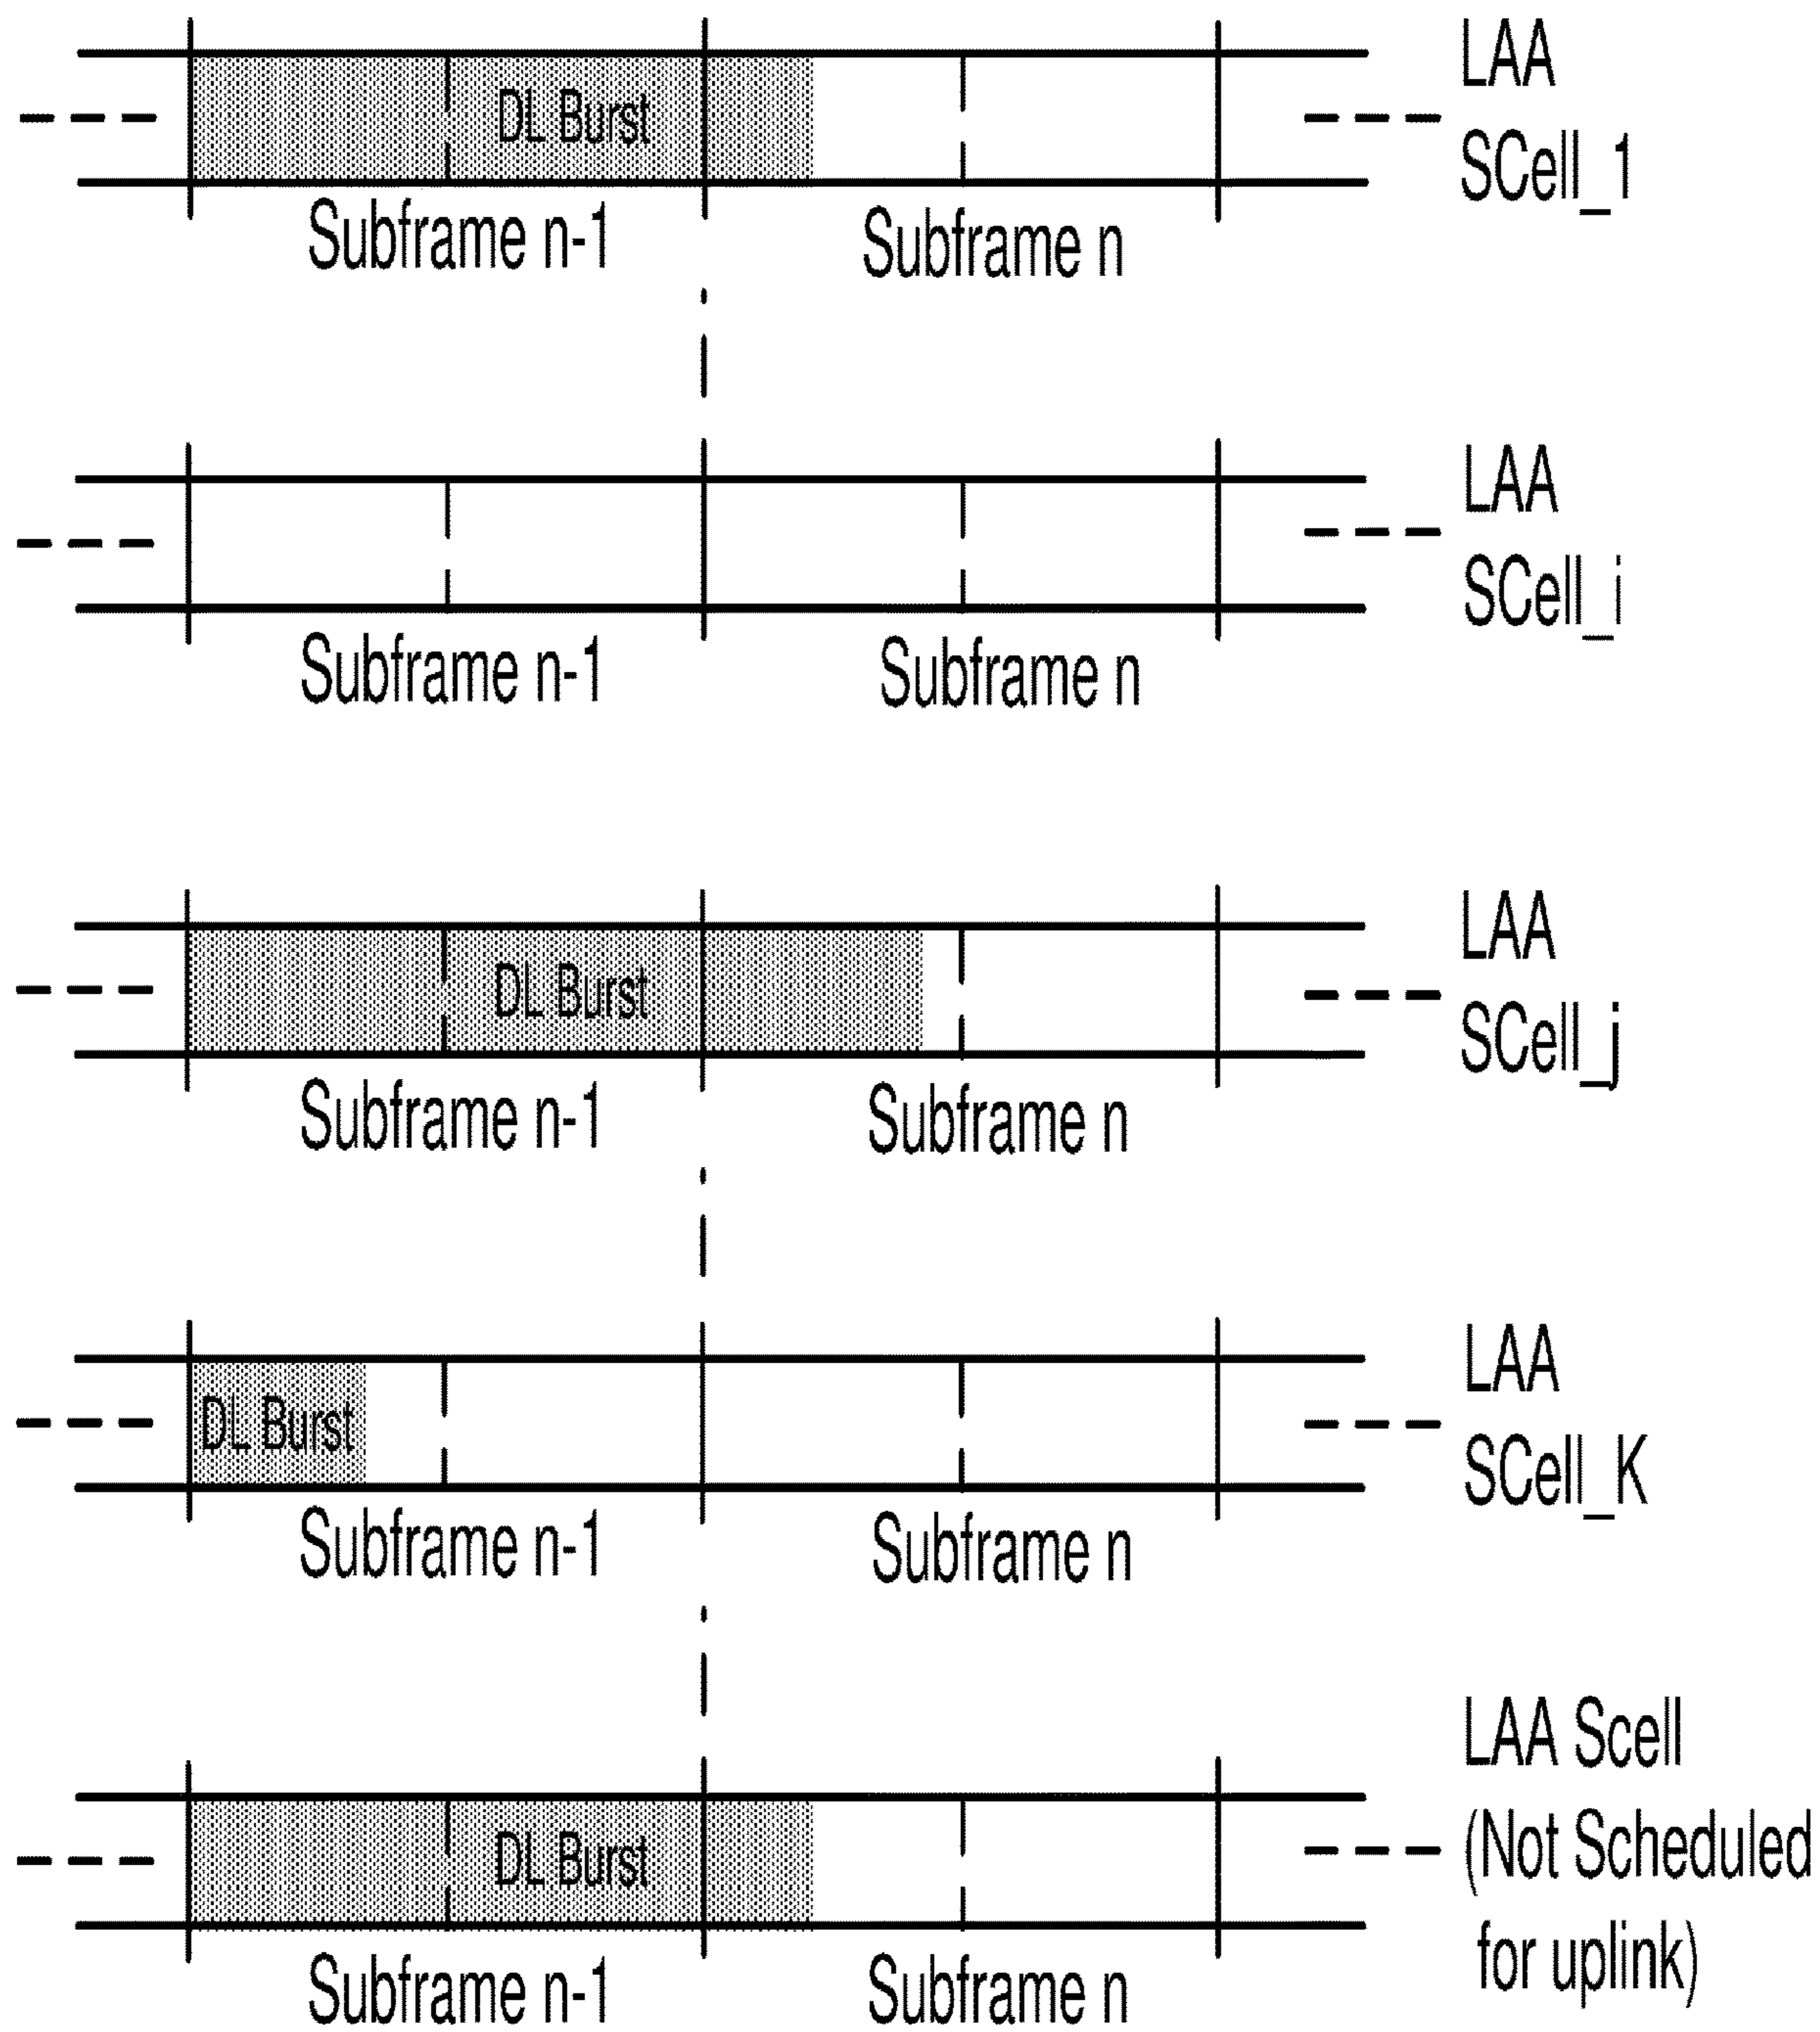 LAA
SCell_1
DL Burst
Subframe n-1
Subframe n
LAA
SCell_i
Subframe n-1
Subframe n
LAA
SCell_j
DL Burst
Subframe n-1
Subframe n
LAA
SCell_K
DL Burst
Subframe n-1
Subframe n
LAA Scell
(Not Scheduled
for uplink)
DL Burst
Subframe n-1
Subframe n